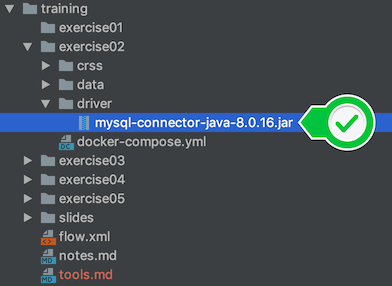 training
exercise01
exercise02
crss
data
driver
mysql-connector-java-8.0.16.jar
DC docker-compose.yml
exercise03
exercise04
exercise05
slides
flow.xml
MD notes.md
MD tools.md